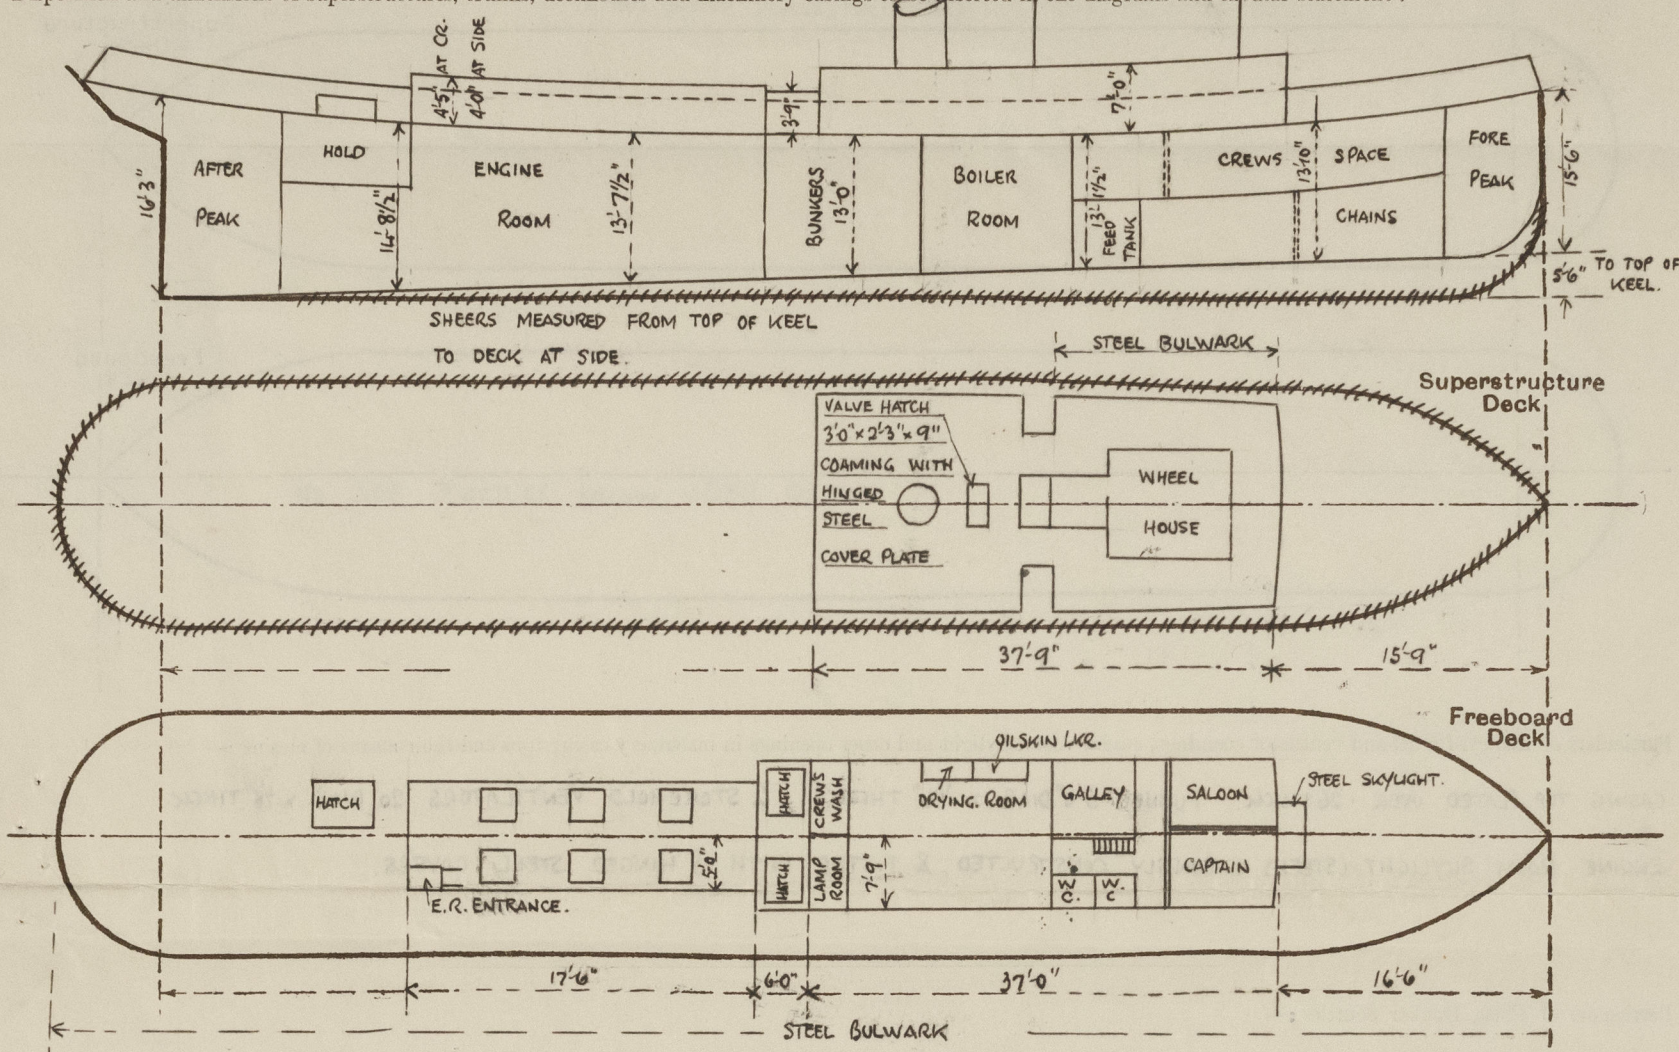 4'-5" AT CR.
4'-0" AT SIDE
3'-9"
7'-0"
16'-3"
AFTER
PEAK
HOLD
14'-8½"
ENGINE
ROOM
13'-7½"
BUNKERS
13'-0"
BOILER
ROOM
13'-1½"
FEED
TANK
CREWS SPACE
13'-10"
CHAINS
FORE
PEAK
15'-6"
5'-6" TO TOP OF
KEEL.
SHEERS MEASURED FROM TOP OF KEEL
TO DECK AT SIDE.
STEEL BULWARK
Superstructure
Deck
VALVE HATCH
3'-0" x 2'-3" x 9"
COAMING WITH
HINGED
STEEL
COVER PLATE
WHEEL
HOUSE
37'-9"
15'-9"
Freeboard
Deck
OILSKIN LKR.
STEEL SKYLIGHT.
HATCH
HATCH
CREW'S
WASH
DRYING. ROOM
GALLEY
SALOON
5'-0"
HATCH
LAMP
ROOM
7'-9"
W.
C.
W.
C.
CAPTAIN
E.R. ENTRANCE.
17'-6"
6'-0"
37'-0"
16'-6"
STEEL BULWARK